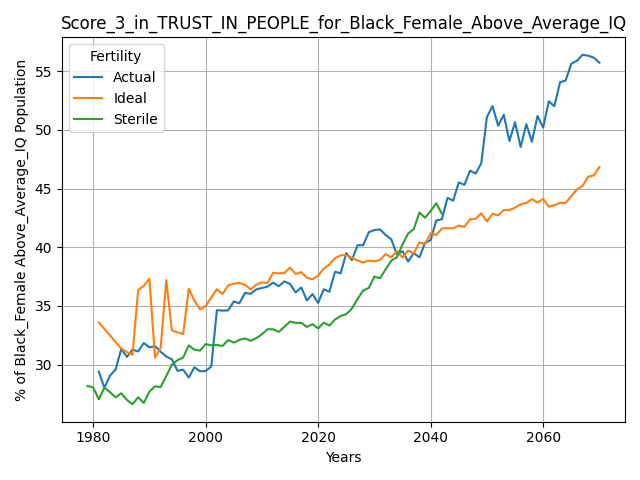 Score_3_in_TRUST_IN_PEOPLE_for_Black_Female_Above_Average_IQ
% of Black_Female Above_Average_IQ Population
55
50
45
40
35
30
Fertility
Actual
Ideal
Sterile
1980 2000 2020 2040 2060
Years